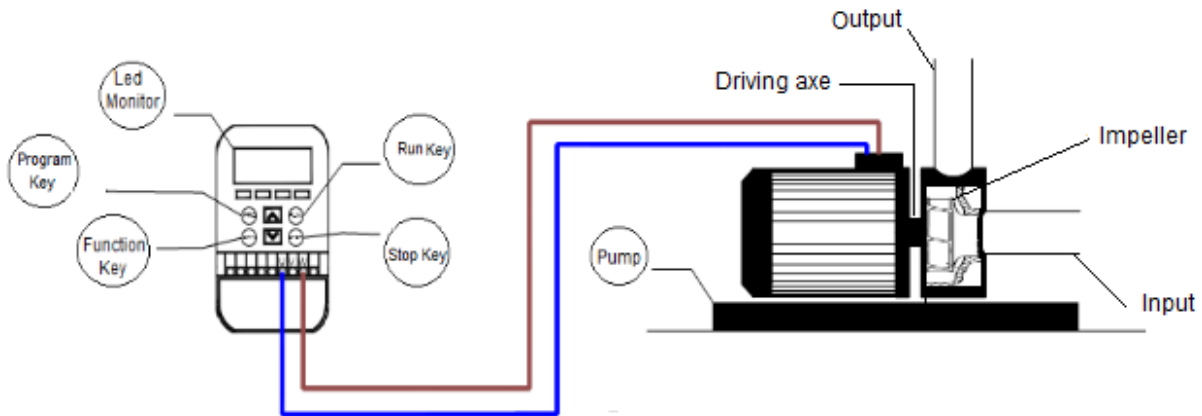 Output
Led
Monitor
Driving axe
Impeller
Run Key
Program
Key
Function
Key
Stop Key
Pump
Input